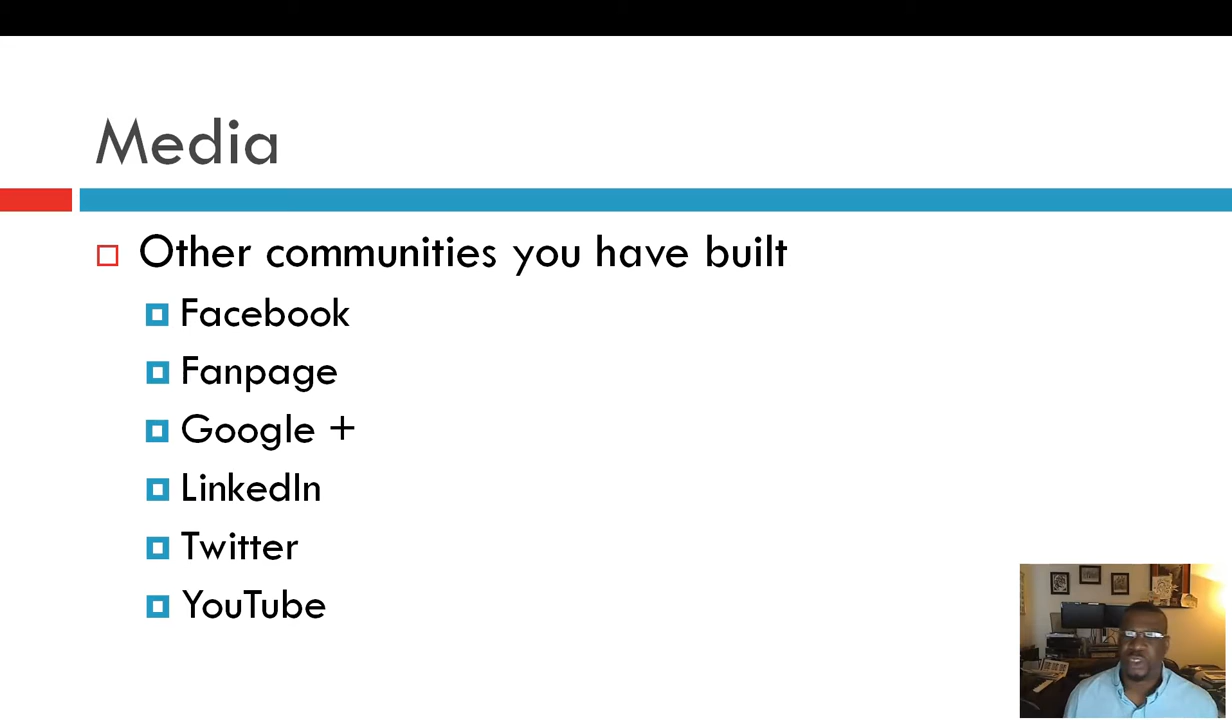 Media
Other communities you have built
Facebook
Fanpage
Google +
LinkedIn
Twitter
YouTube